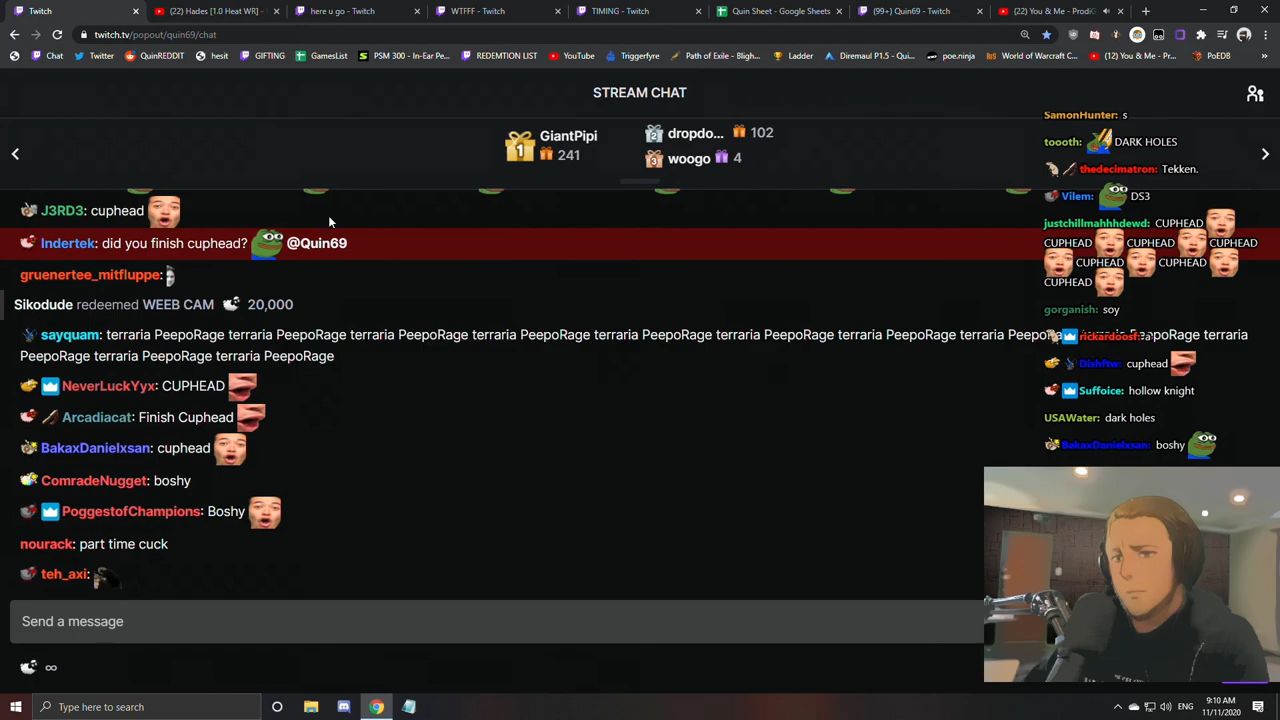 Twitch
(22) Hades [1.0 Heat WR] -
here u go - Twitch
WTFFF - Twitch
TIMING - Twitch
Quin Sheet - Google Sheets
(99+) Quin69 - Twitch
(22) You & Me - ProdiG
twitch.tv/popout/quin69/chat
Chat
Twitter
QuinREDDIT
hesit
GIFTING
GamesList
PSM 300 - In-Ear Pe...
REDEMTION LIST
YouTube
Triggerfyre
Path of Exile - Bligh...
Ladder
Diremaul P1.5 - Qui...
poe.ninja
World of Warcraft C...
(12) You & Me - Pr...
PoEDB
STREAM CHAT
1 GiantPipi
241
2 dropdo... 102
3 woogo 4
J3RD3: cuphead
Indertek: did you finish cuphead? @Quin69
gruenertee_mitfluppe:
Sikodude redeemed WEEB CAM 20,000
sayquam: terraria PeepoRage terraria PeepoRage terraria PeepoRage terraria PeepoRage terraria PeepoRage terraria PeepoRage terraria PeepoRage terraria
PeepoRage terraria PeepoRage terraria PeepoRage
NeverLuckYyx: CUPHEAD
Arcadiacat: Finish Cuphead
BakaxDanielxsan: cuphead
ComradeNugget: boshy
PoggestofChampions: Boshy
nourack: part time cuck
teh_axi:
Send a message
∞
SamonHunter: s
toooth: DARK HOLES
thedecimatron: Tekken.
Vilem: DS3
justchillmahhhdewd: CUPHEAD
CUPHEAD CUPHEAD CUPHEAD
CUPHEAD CUPHEAD
CUPHEAD
gorganish: soy
rickardoosf:
Dishftw: cuphead
Suffoice: hollow knight
USAWater: dark holes
BakaxDanielxsan: boshy
Type here to search
ENG
9:10 AM
11/11/2020